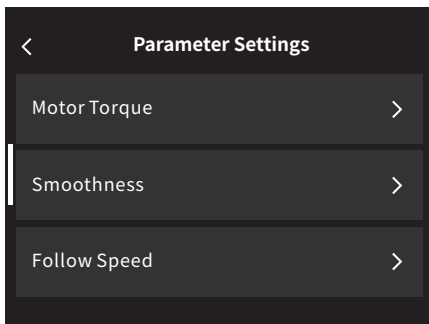 Parameter Settings
Motor Torque
Smoothness
Follow Speed